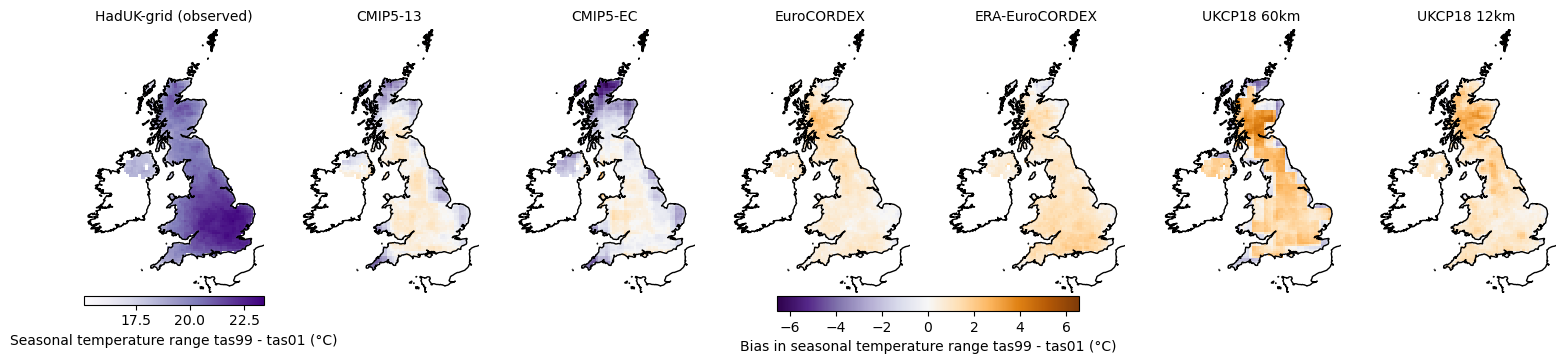 HadUK-grid (observed)
CMIP5-13
CMIP5-EC
EuroCORDEX
ERA-EuroCORDEX
UKCP18 60km
UKCP18 12km
17.5 20.0 22.5
Seasonal temperature range tas99 - tas01 (°C)
−6 −4 −2 0 2 4 6
Bias in seasonal temperature range tas99 - tas01 (°C)